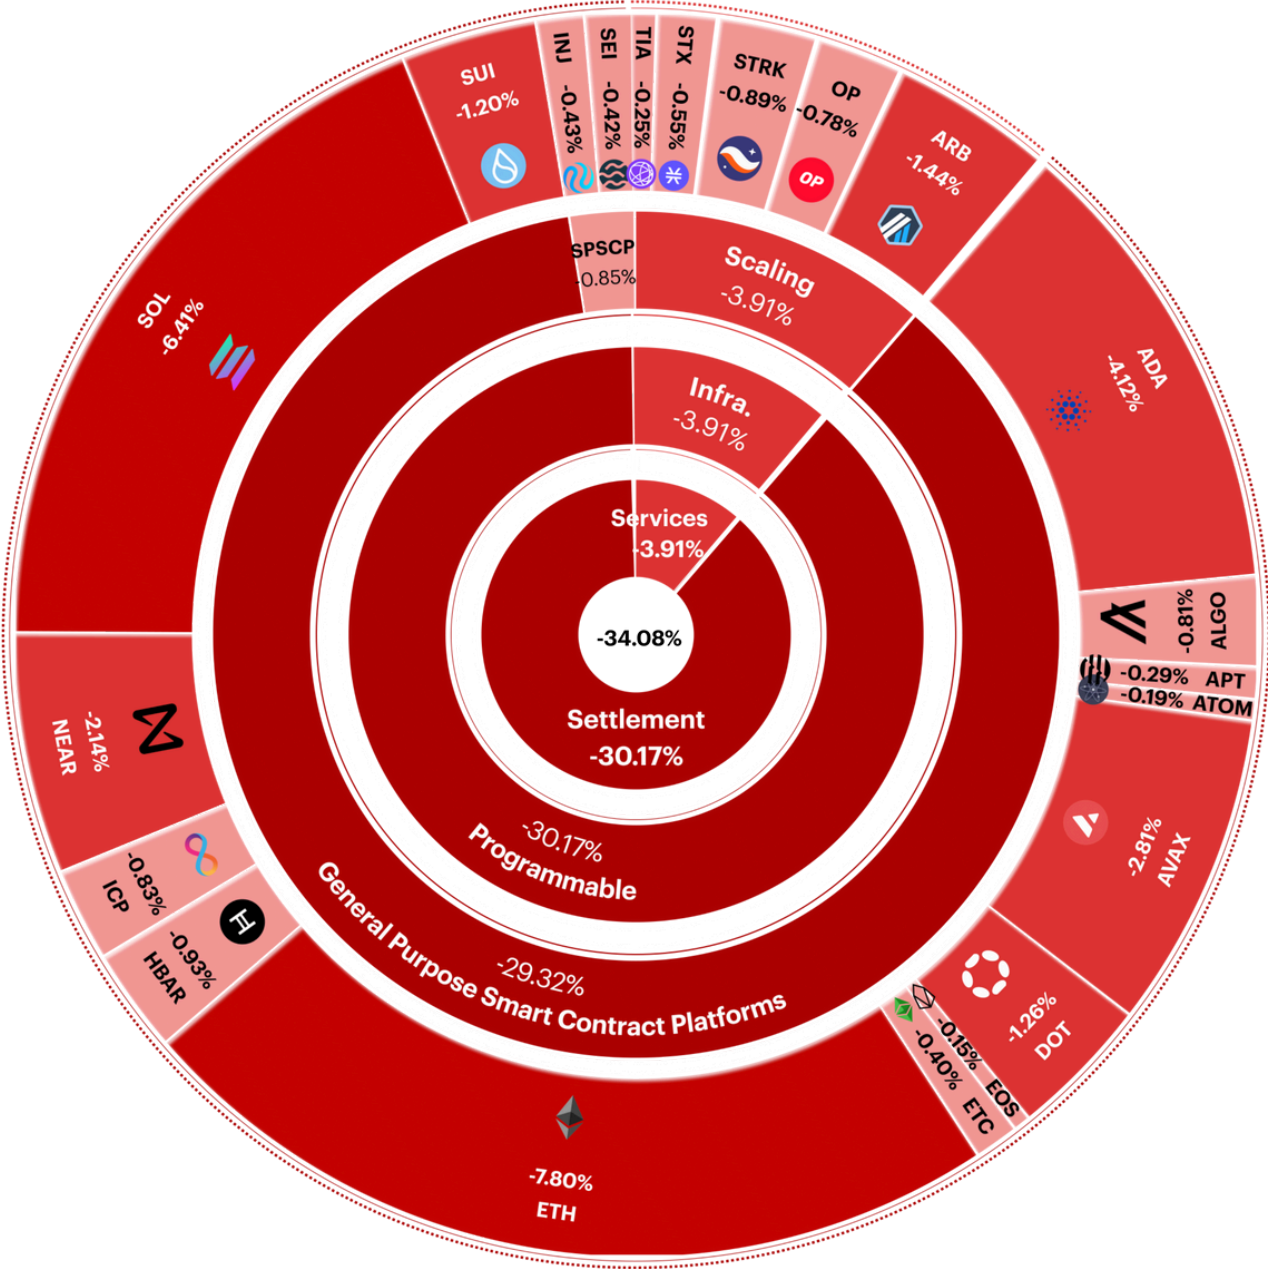 -34.08%
Services
-3.91%
Settlement
-30.17%
Infra.
-3.91%
-30.17%
Programmable
Scaling
-3.91%
-29.32%
General Purpose Smart Contract Platforms
SPSCP
-0.85%
TIA -0.25%
STX -0.55%
STRK
-0.89%
OP
-0.78%
OP
ARB
-1.44%
ADA
-4.12%
-0.81%
ALGO
-0.29% APT
-0.19% ATOM
-2.81%
AVAX
-1.26%
DOT
-0.15% EOS
-0.40% ETC
-7.80%
ETH
-0.93%
HBAR
-0.83%
ICP
-2.14%
NEAR
SOL
-6.41%
SUI
-1.20%
INJ -0.43%
SEI -0.42%